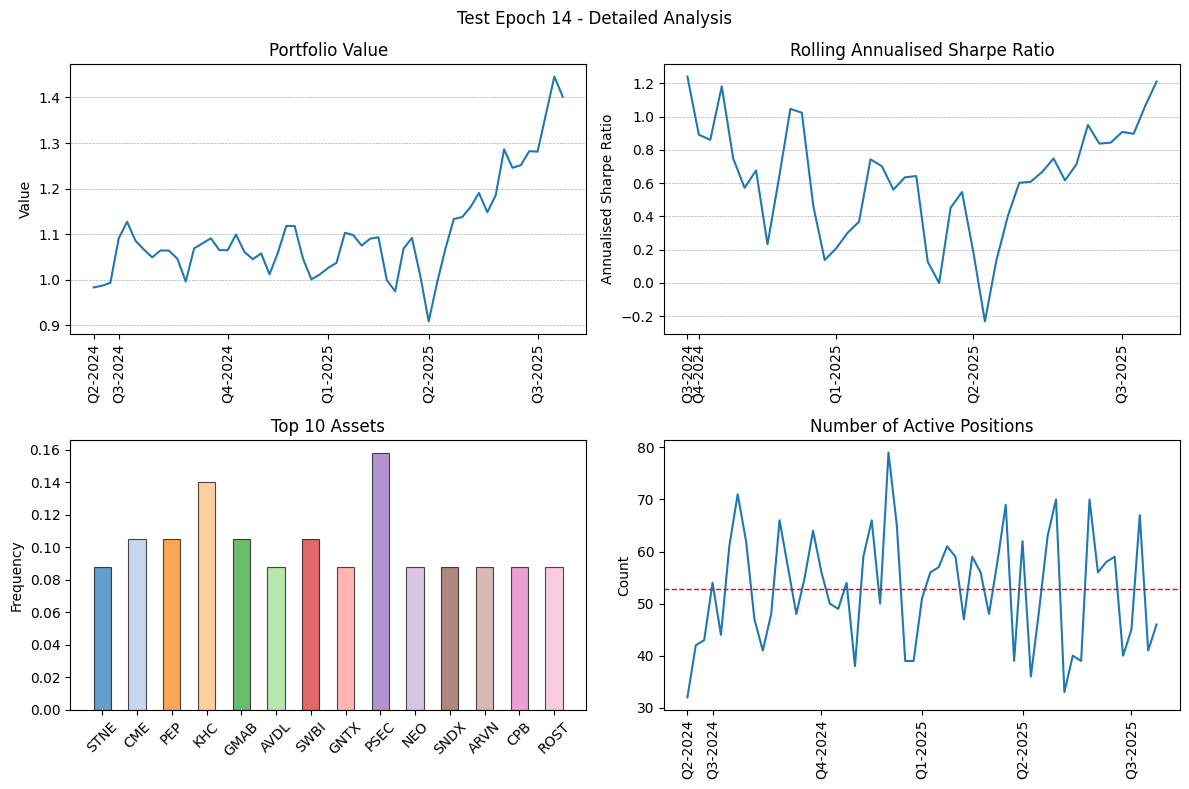 Test Epoch 14 - Detailed Analysis
Portfolio Value
Value
1.4
1.3
1.2
1.1
1.0
0.9
Q2-2024
Q3-2024
Q4-2024
Q1-2025
Q2-2025
Q3-2025
Rolling Annualised Sharpe Ratio
Annualised Sharpe Ratio
1.2
1.0
0.8
0.6
0.4
0.2
0.0
−0.2
Q3-2024
Q4-2024
Q1-2025
Q2-2025
Q3-2025
Top 10 Assets
Frequency
0.16
0.14
0.12
0.10
0.08
0.06
0.04
0.02
0.00
STNE
CME
PEP
KHC
GMAB
AVDL
SWBI
GNTX
PSEC
NEO
SNDX
ARVN
CPB
ROST
Number of Active Positions
Count
80
70
60
50
40
30
Q2-2024
Q3-2024
Q4-2024
Q1-2025
Q2-2025
Q3-2025